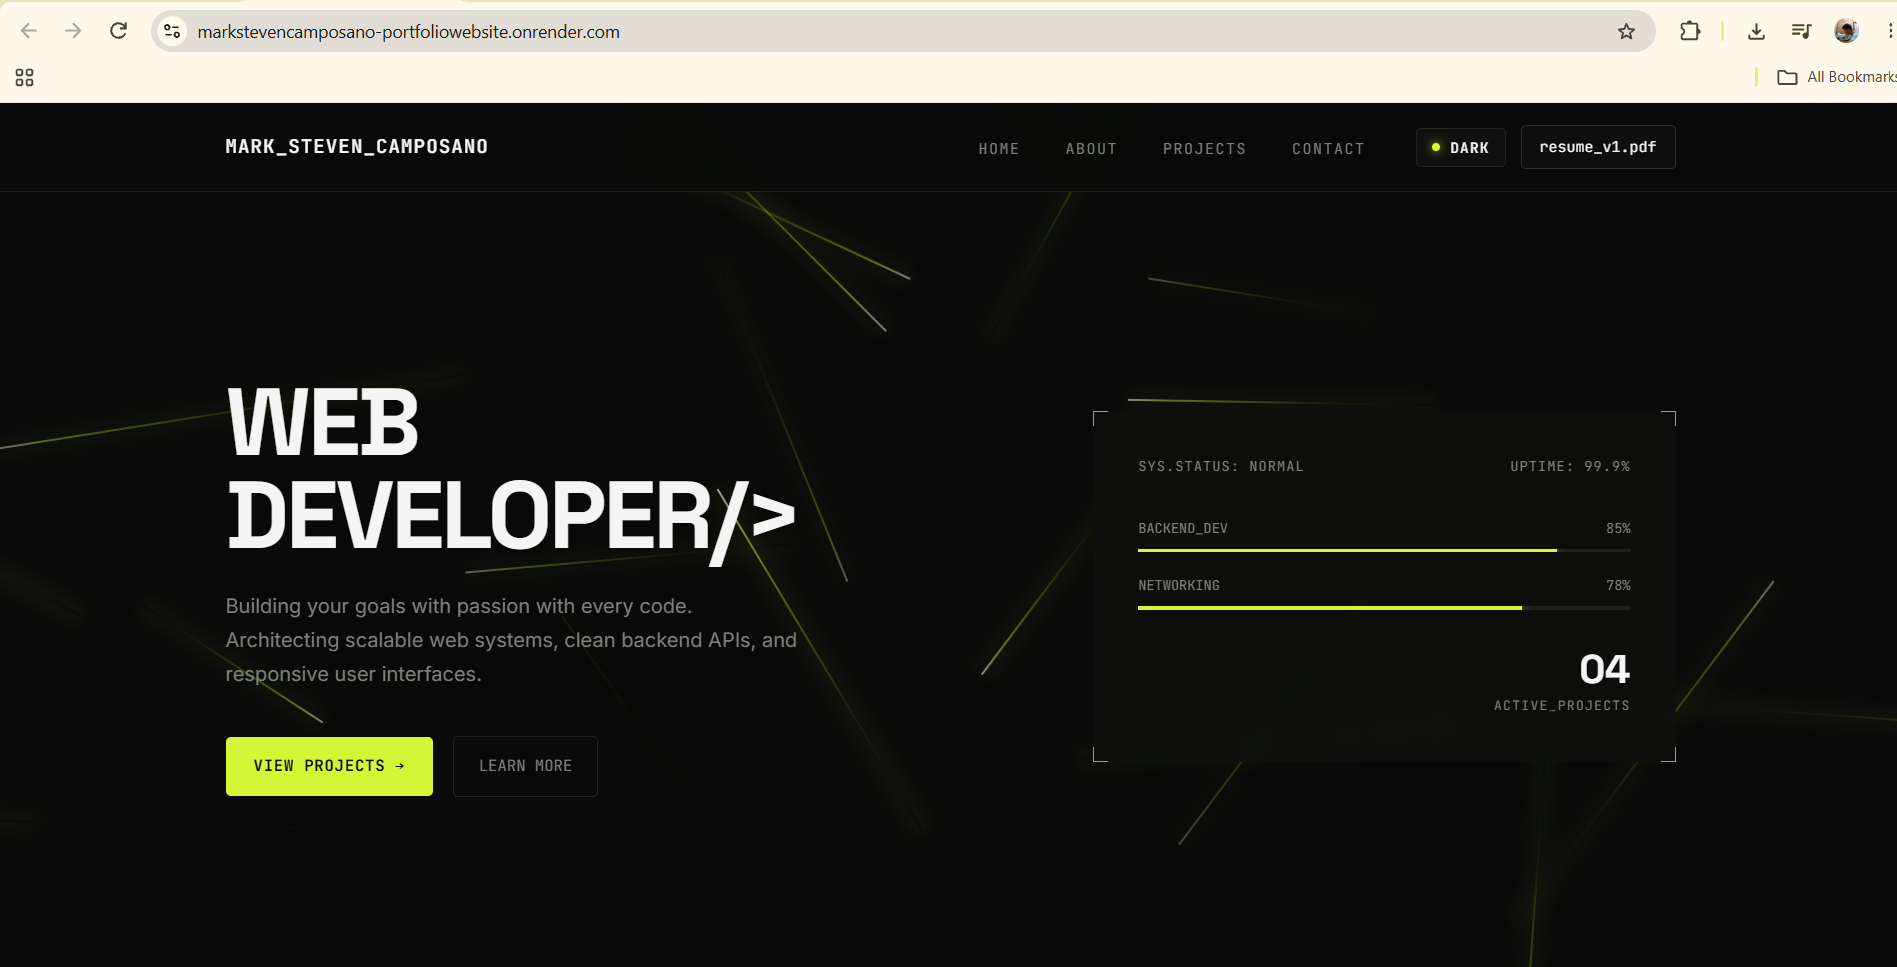 markstevencamposano-portfoliowebsite.onrender.com
All Bookmarks
MARK_STEVEN_CAMPOSANO
HOME ABOUT PROJECTS CONTACT DARK resume_v1.pdf
WEB
DEVELOPER/>
Building your goals with passion with every code.
Architecting scalable web systems, clean backend APIs, and
responsive user interfaces.
VIEW PROJECTS → LEARN MORE
SYS.STATUS: NORMAL UPTIME: 99.9%
BACKEND_DEV 85%
NETWORKING 78%
04
ACTIVE_PROJECTS